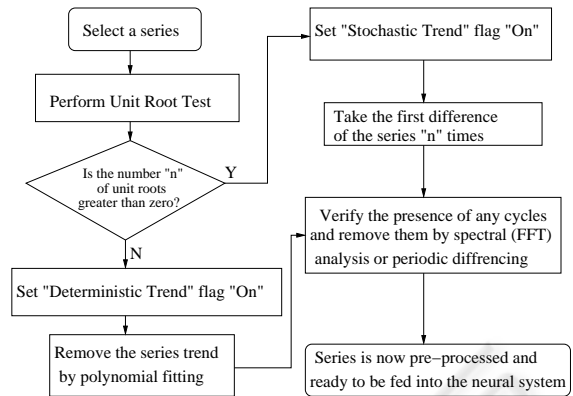 Select a series
Perform Unit Root Test
Is the number "n"
of unit roots
greater than zero?
Y
N
Set "Deterministic Trend" flag "On"
Remove the series trend
by polynomial fitting
Set "Stochastic Trend" flag "On"
Take the first difference
of the series "n" times
Verify the presence of any cycles
and remove them by spectral (FFT)
analysis or periodic diffrencing
Series is now pre−processed and
ready to be fed into the neural system